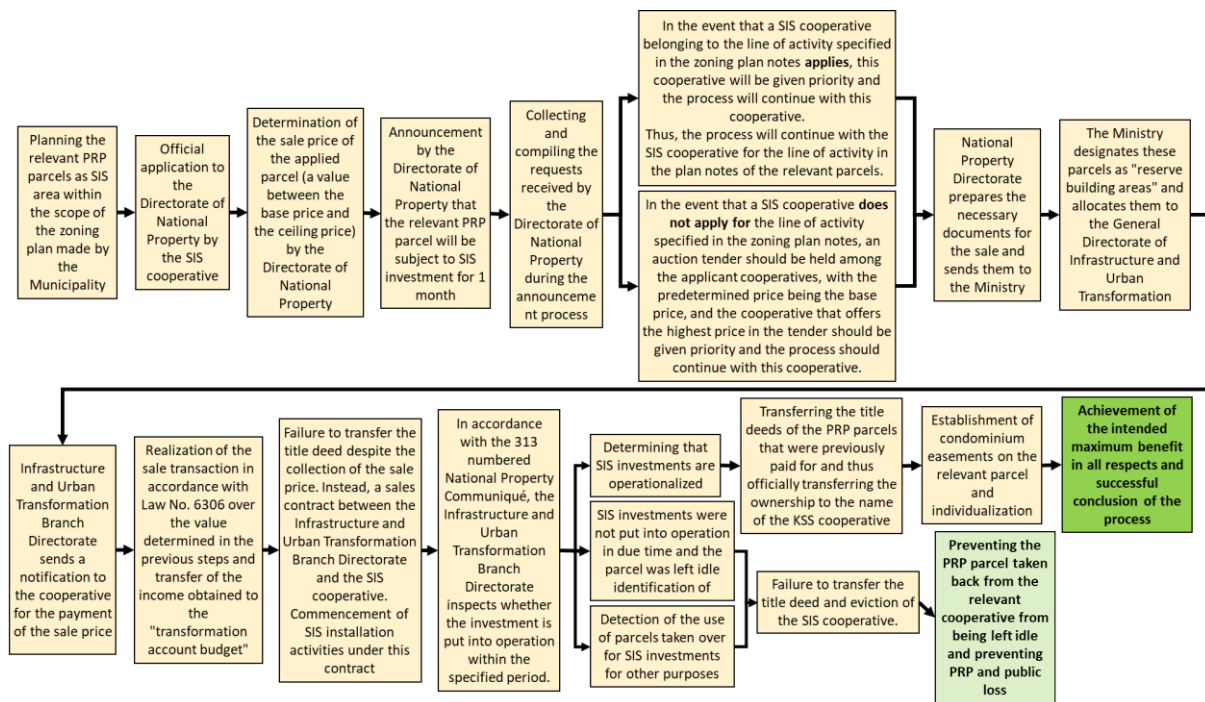 Planning the
relevant PRP
parcels as SIS
area within
the scope of
the zoning
plan made by
the
Municipality
Official
application to
the
Directorate of
National
Property by
the SIS
cooperative
Determination of
the sale price of
the applied
parcel (a value
between the
base price and
the ceiling price) by
the Directorate of
National
Property
Announcement
by the
Directorate of
National
Property that
the relevant PRP
parcel will be
subject to SIS
investment for 1
month
Collecting
and
compiling the
requests
received by
the
Directorate of
National
Property
during the
announceme
nt process
In the event that a SIS cooperative
belonging to the line of activity specified
in the zoning plan notes applies, this
cooperative will be given priority and
the process will continue with this
cooperative.
Thus, the process will continue with the
SIS cooperative for the line of activity in
the plan notes of the relevant parcels.
In the event that a SIS cooperative does
not apply for the line of activity
specified in the zoning plan notes, an
auction tender should be held among
the applicant cooperatives, with the
predetermined price being the base
price, and the cooperative that offers
the highest price in the tender should be
given priority and the process should
continue with this cooperative.
National
Property
Directorate
prepares the
necessary
documents for
the sale and
sends them to
the Ministry
The Ministry
designates these
parcels as "reserve
building areas" and
allocates them to
the General
Directorate of
Infrastructure and
Urban
Transformation
Infrastructure
and Urban
Transformation
Branch
Directorate
sends a
notification to
the cooperative
for the payment
of the sale price
Realization of the
sale transaction in
accordance with
Law No. 6306 over
the value
determined in the
previous steps and
transfer of the
income obtained to
the
"transformation
account budget"
Failure to transfer the
title deed despite the
collection of the sale
price. Instead, a sales
contract between the
Infrastructure and
Urban Transformation
Branch Directorate
and the SIS
cooperative.
Commencement of
SIS installation
activities under this
contract
In accordance
with the 313
numbered
National Property
Communiqué, the
Infrastructure and
Urban
Transformation
Branch
Directorate
inspects whether
the investment is
put into operation
within the
specified period.
Determining that
SIS investments are
operationalized
SIS investments were
not put into operation
in due time and the
parcel was left idle
identification of
Detection of the use
of parcels taken over
for SIS investments
for other purposes
Transferring the title
deeds of the PRP parcels
that were previously
paid for and thus
officially transferring the
ownership to the name
of the KSS cooperative
Failure to transfer the
title deed and eviction of
the SIS cooperative.
Establishment of
condominium
easements on the
relevant parcel
and
individualization
Achievement of
the intended
maximum benefit
in all respects and
successful
conclusion of the
process
Preventing the
PRP parcel taken
back from the
relevant
cooperative from
being left idle
and preventing
PRP and public
loss